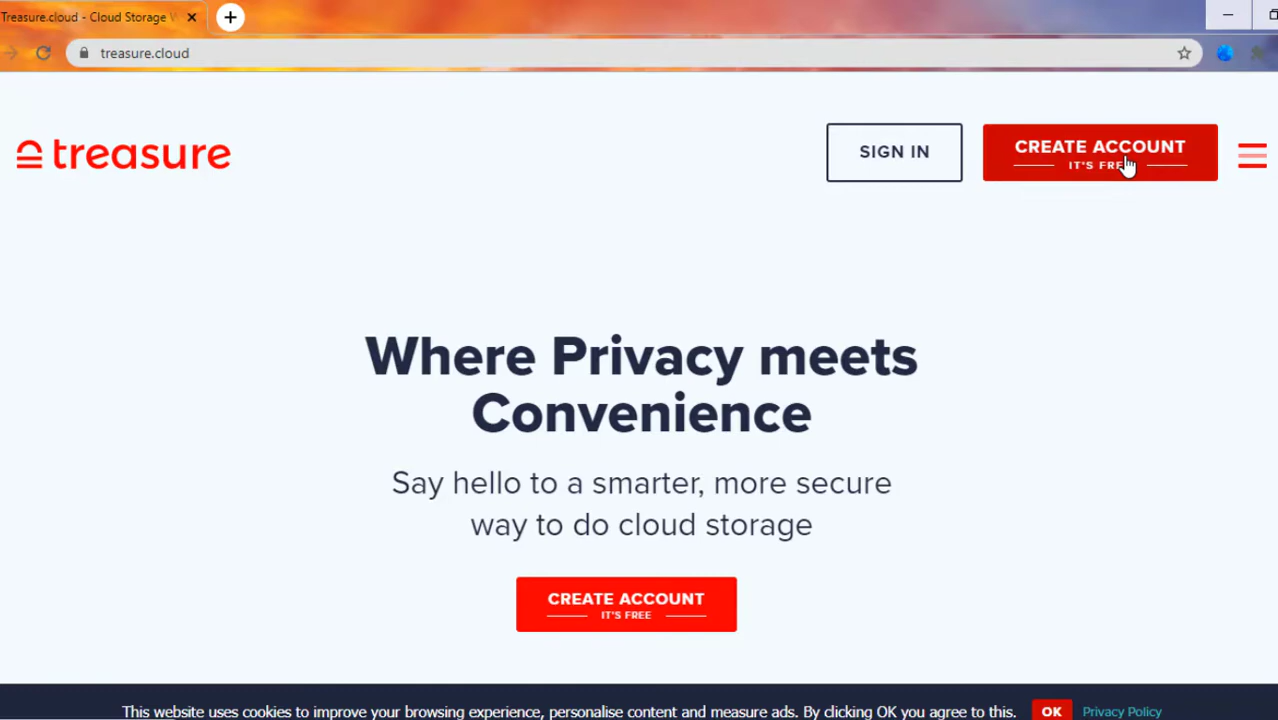 Treasure.cloud - Cloud Storage
treasure.cloud
treasure
SIGN IN
CREATE ACCOUNT
IT'S FREE
Where Privacy meets
Convenience
Say hello to a smarter, more secure
way to do cloud storage
CREATE ACCOUNT
IT'S FREE
This website uses cookies to improve your browsing experience, personalise content and measure ads. By clicking OK you agree to this.
OK
Privacy Policy